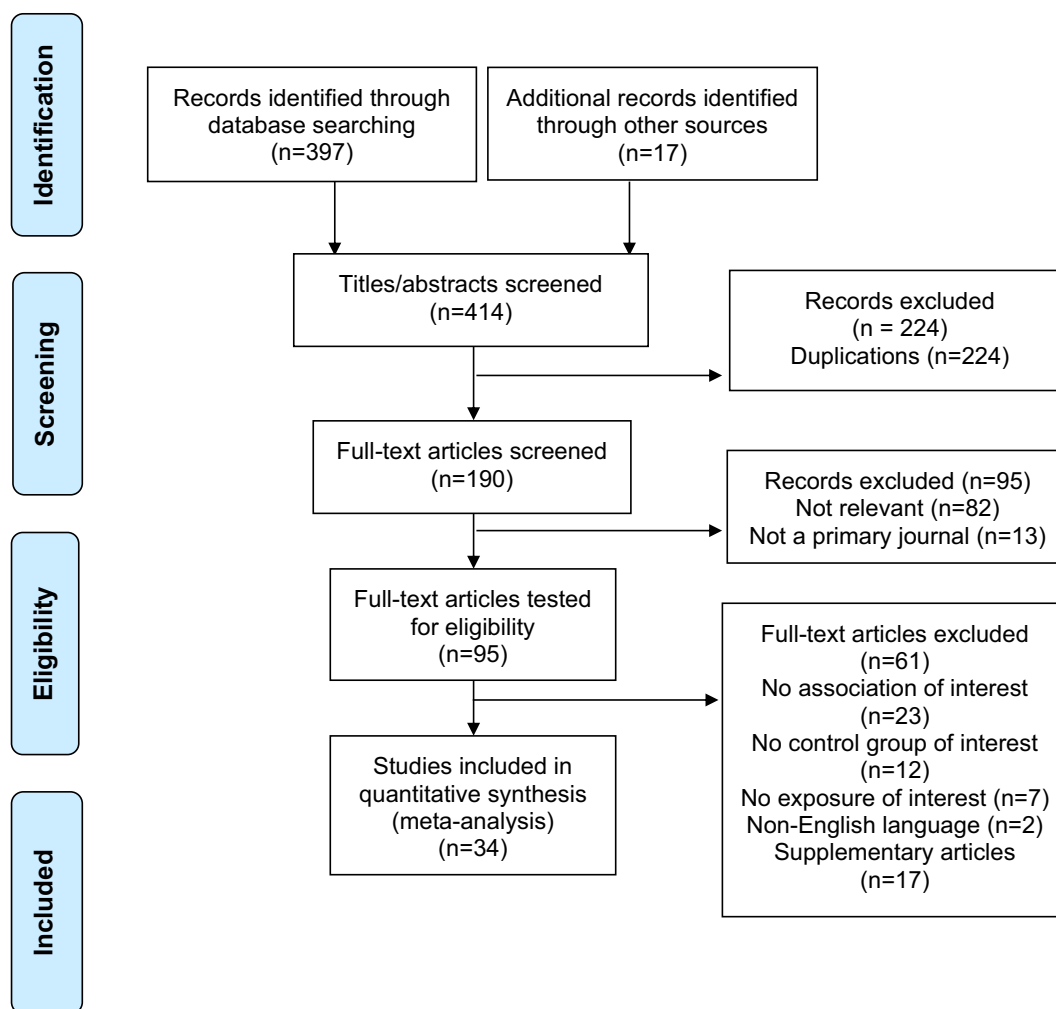 Identification
Records identified through
database searching
(n=397)
Additional records identified
through other sources
(n=17)
Screening
Titles/abstracts screened
(n=414)
Records excluded
(n = 224)
Duplications (n=224)
Full-text articles screened
(n=190)
Records excluded (n=95)
Not relevant (n=82)
Not a primary journal (n=13)
Eligibility
Full-text articles tested
for eligibility
(n=95)
Full-text articles excluded
(n=61)
No association of interest
(n=23)
No control group of interest
(n=12)
No exposure of interest (n=7)
Non-English language (n=2)
Supplementary articles
(n=17)
Included
Studies included in
quantitative synthesis
(meta-analysis)
(n=34)